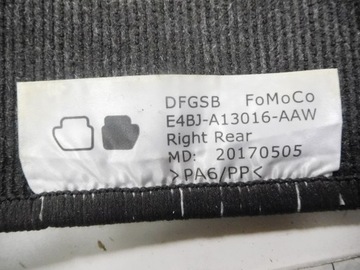 DFGSB FoMoCo
E4BJ-A13016-AAW
Right Rear
MD: 20170505
>PA6/PP<